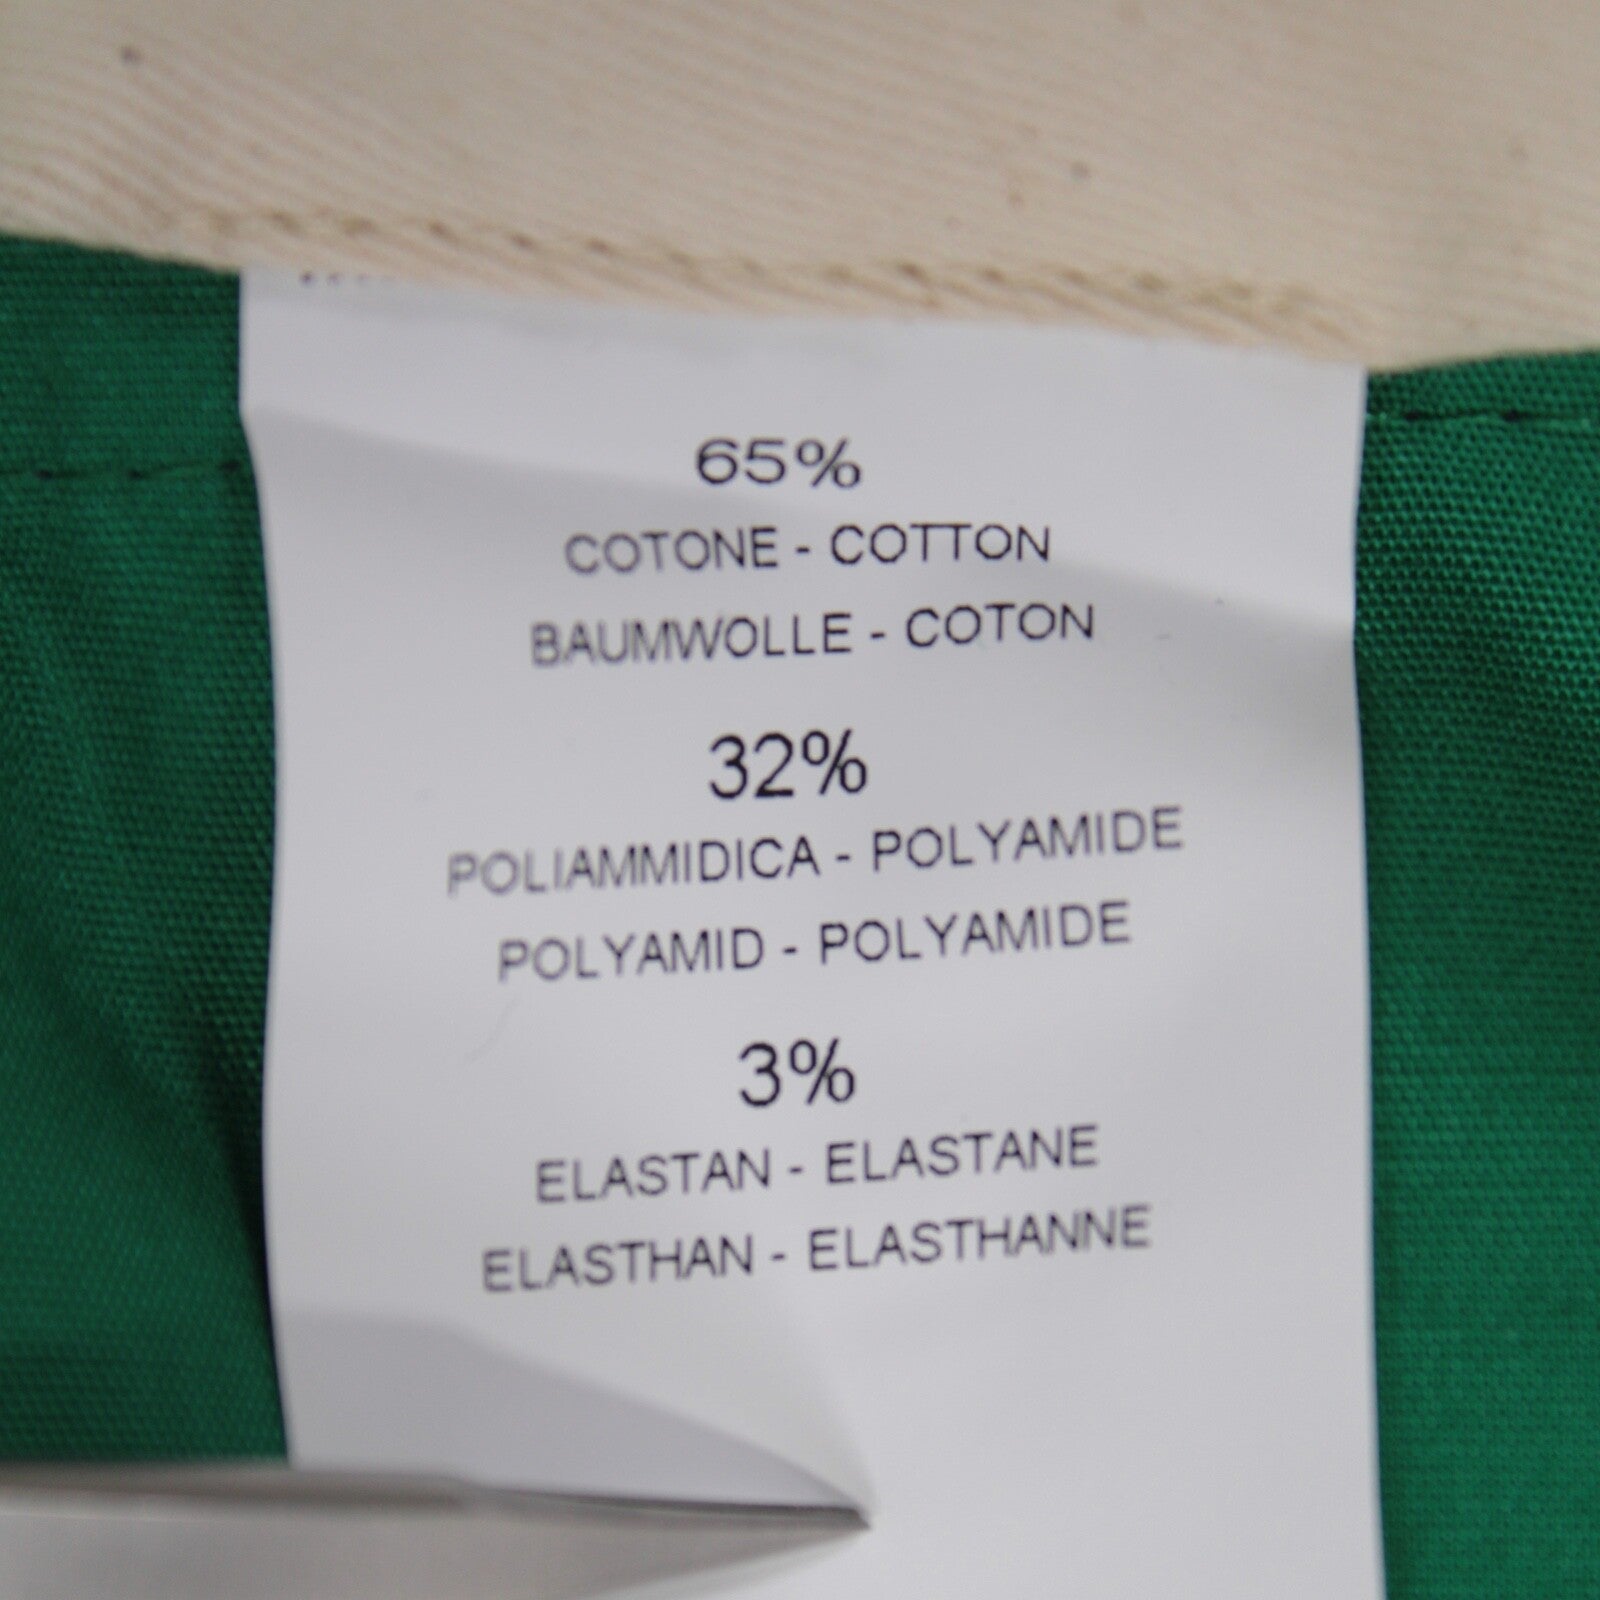 65%
COTONE - COTTON
BAUMWOLLE - COTON
32%
POLIAMMIDICA - POLYAMIDE
POLYAMID - POLYAMIDE
3%
ELASTAN - ELASTANE
ELASTHAN - ELASTHANNE